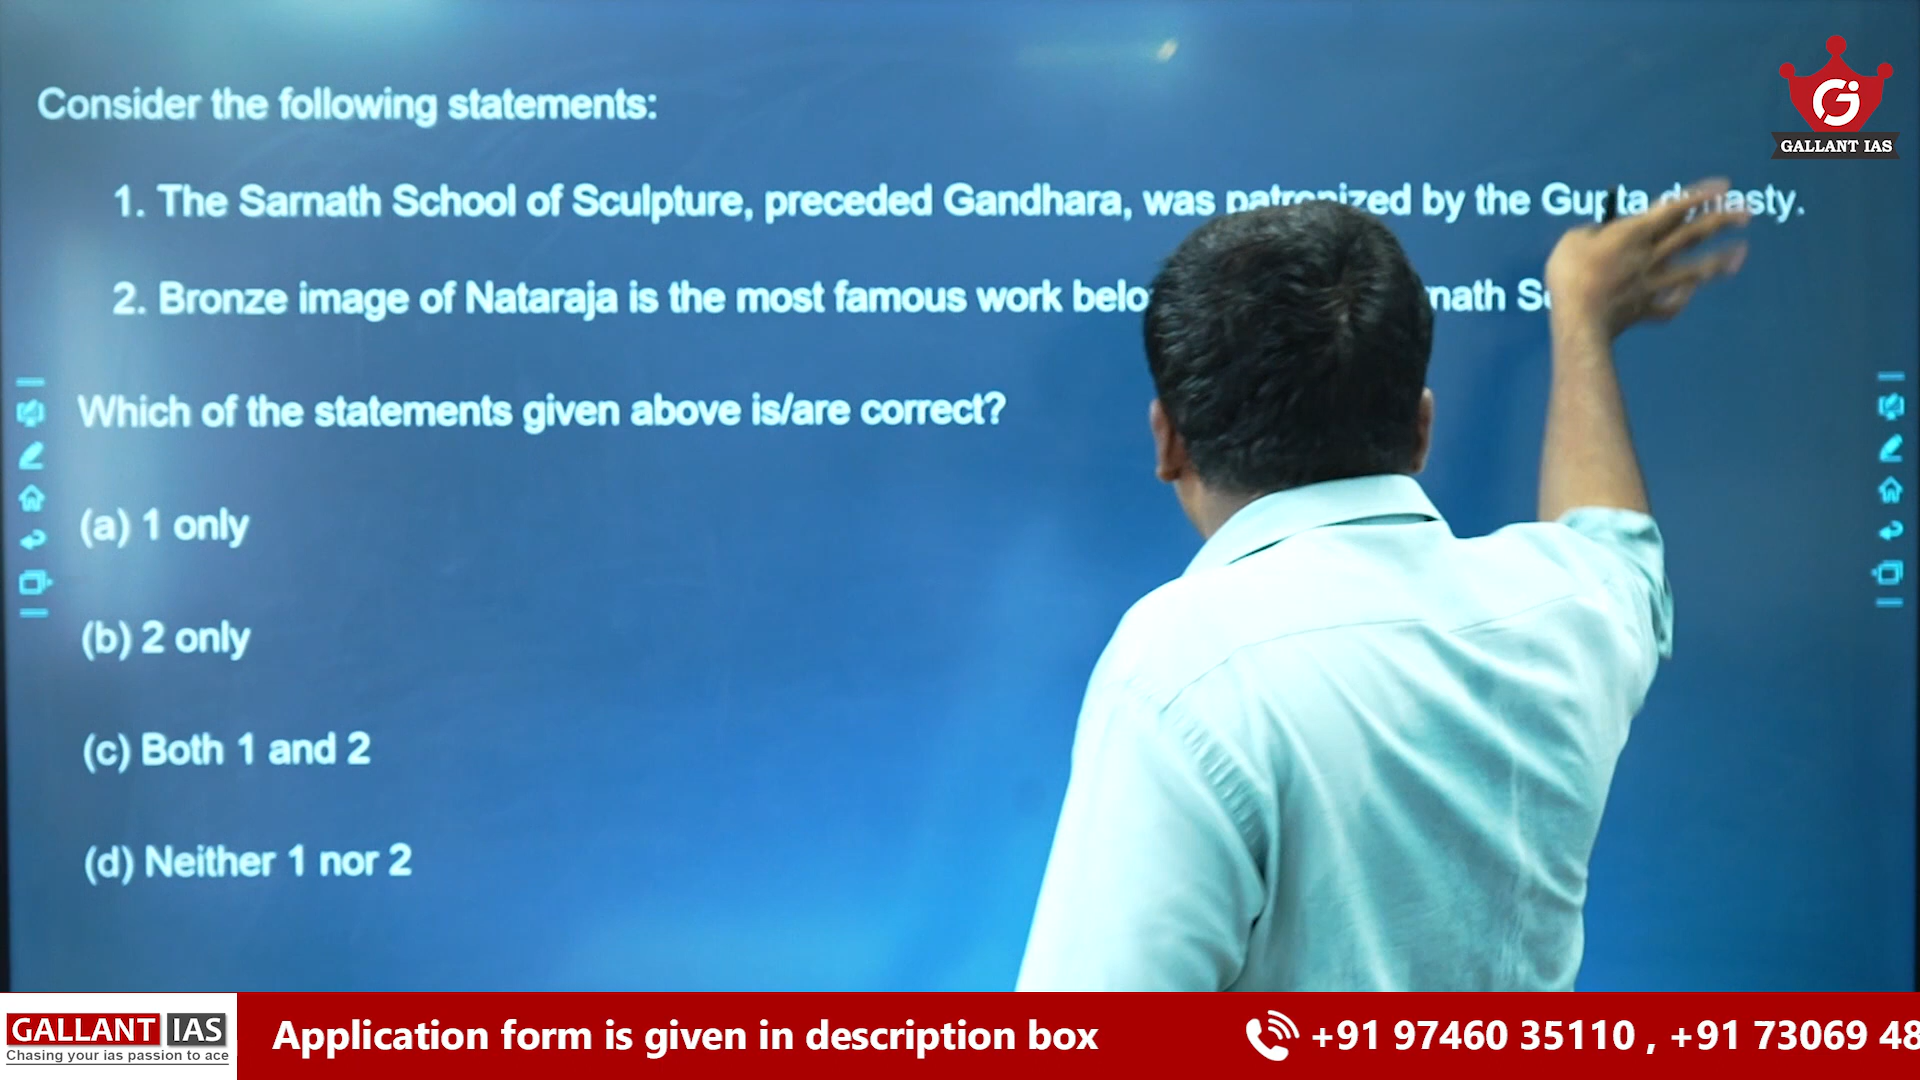 Consider the following statements:
GALLANT IAS
1. The Sarnath School of Sculpture, preceded Gandhara, was patronized by the Gupta dynasty.
2. Bronze image of Nataraja is the most famous work
Which of the statements given above is/are correct?
(a) 1 only
(b) 2 only
(c) Both 1 and 2
(d) Neither 1 nor 2
GALLANT IAS
Chasing your ias passion to ace
Application form is given in description box
+91 97460 35110 , +91 73069 48